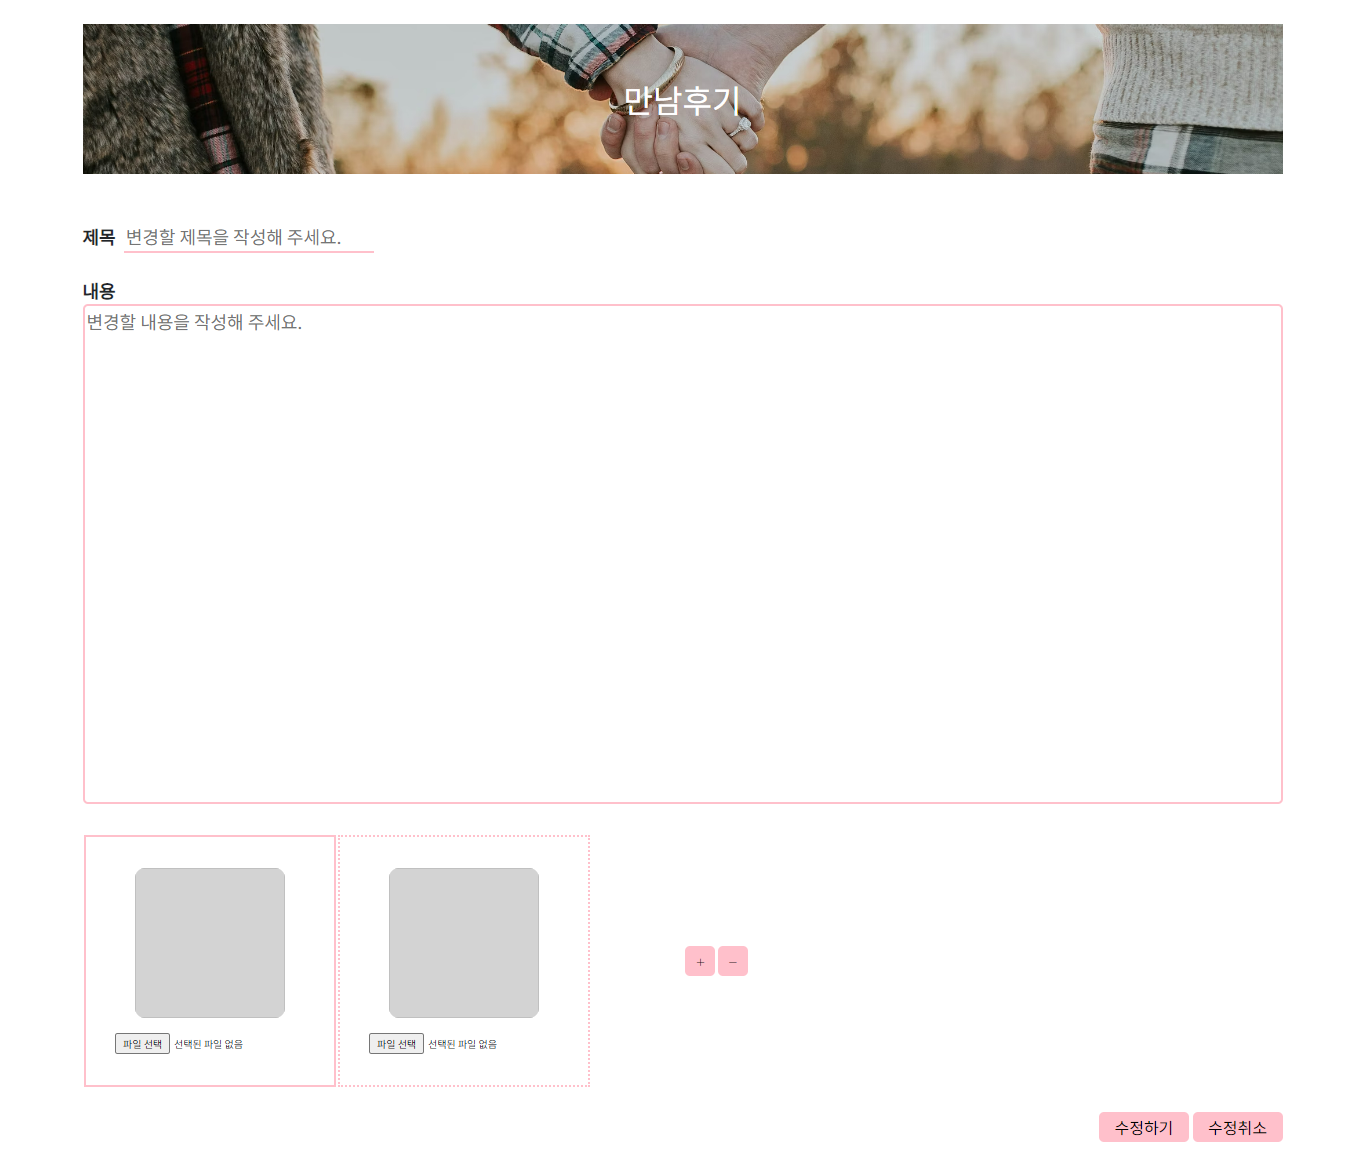 만남후기
제목 변경할 제목을 작성해 주세요.
내용
변경할 내용을 작성해 주세요.
+ −
파일 선택 선택된 파일 없음 파일 선택 선택된 파일 없음
수정하기 수정취소